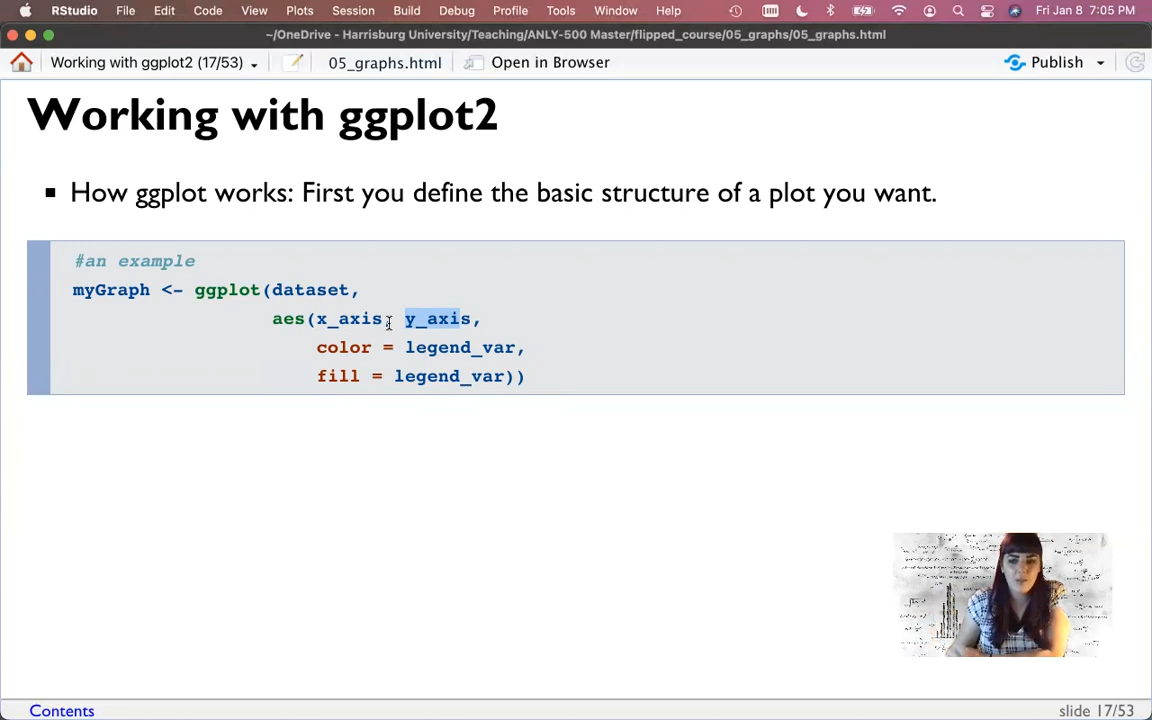 RStudio File Edit Code View Plots Session Build Debug Profile Tools Window Help Fri Jan 8 7:05 PM
~/OneDrive - Harrisburg University/Teaching/ANLY-500 Master/flipped_course/05_graphs/05_graphs.html
Working with ggplot2 (17/53) 05_graphs.html Open in Browser Publish
Working with ggplot2
▪ How ggplot works: First you define the basic structure of a plot you want.
#an example
myGraph <- ggplot(dataset,
aes(x_axis, y_axis,
color = legend_var,
fill = legend_var))
Contents slide 17/53